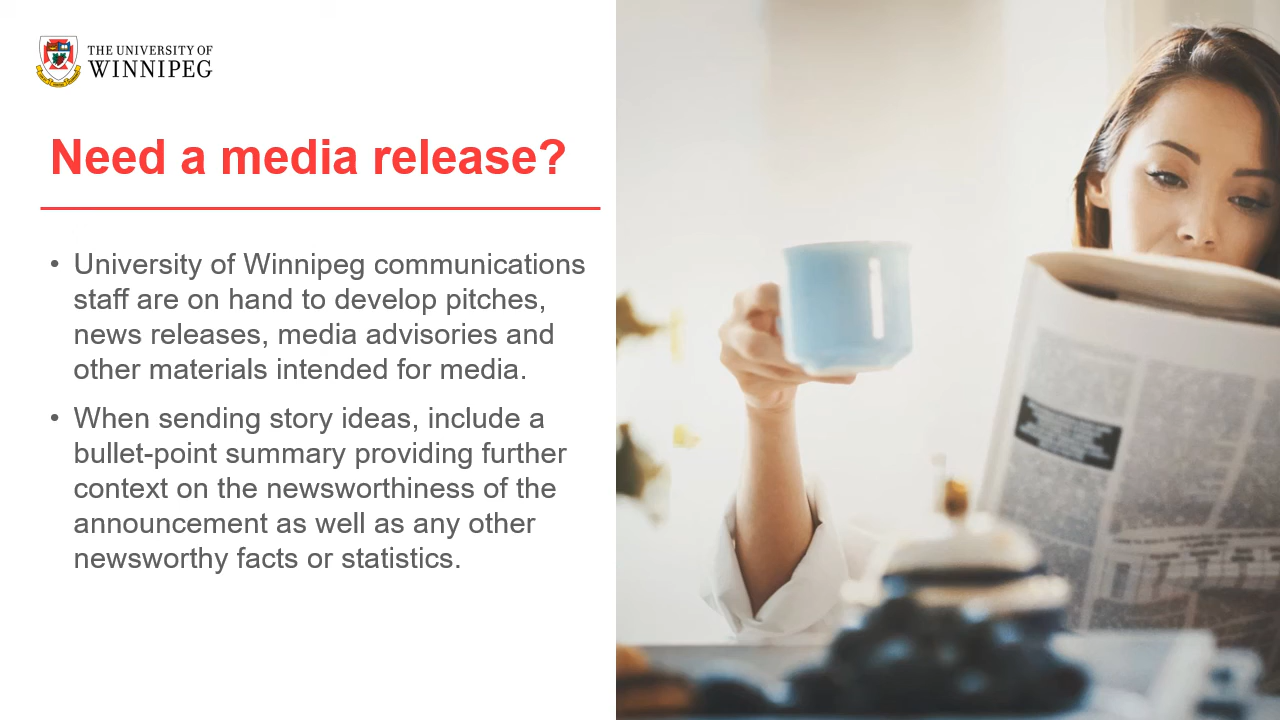 THE UNIVERSITY OF
WINNIPEG
Need a media release?
• University of Winnipeg communications
staff are on hand to develop pitches,
news releases, media advisories and
other materials intended for media.
• When sending story ideas, include a
bullet-point summary providing further
context on the newsworthiness of the
announcement as well as any other
newsworthy facts or statistics.